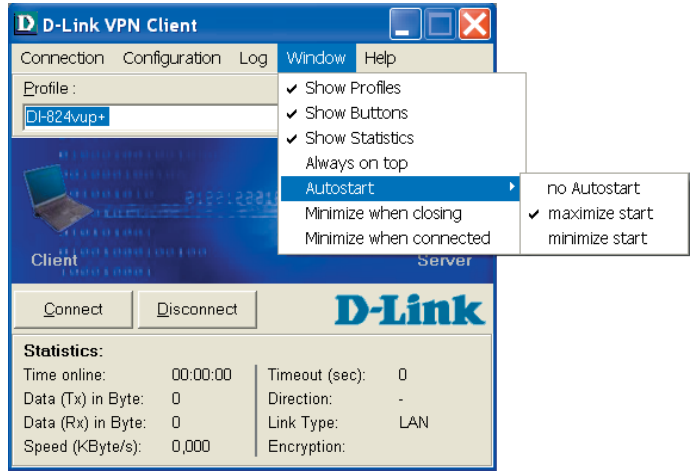 D-Link VPN Client
Connection Configuration Log Window Help
Profile :
DI-824vup+
Show Profiles
Show Buttons
Show Statistics
Always on top
Autostart
Minimize when closing
Minimize when connected
no Autostart
maximize start
minimize start
Client
Server
Connect Disconnect
D-Link
Statistics:
Time online: 00:00:00 Timeout (sec): 0
Data (Tx) in Byte: 0 Direction: -
Data (Rx) in Byte: 0 Link Type: LAN
Speed (KByte/s): 0,000 Encryption: